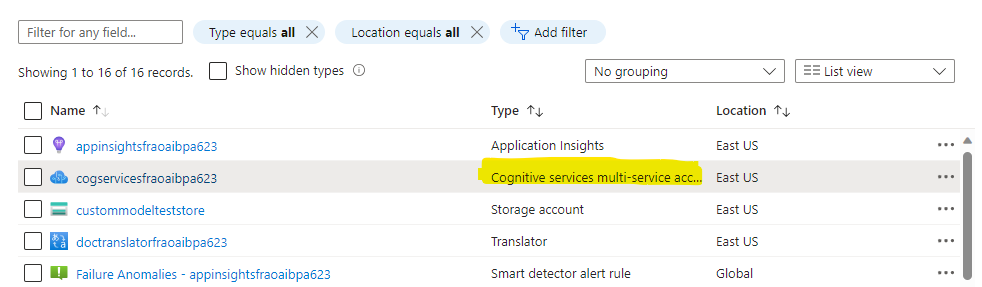 Filter for any field... Type equals all Location equals all Add filter
Showing 1 to 16 of 16 records. Show hidden types No grouping List view
Name Type Location
appinsightsfraoaibpa623 Application Insights East US
cogservicesfraoaibpa623 Cognitive services multi-service acc... East US
custommodelteststore Storage account East US
doctranslatorfraoaibpa623 Translator East US
Failure Anomalies - appinsightsfraoaibpa623 Smart detector alert rule Global